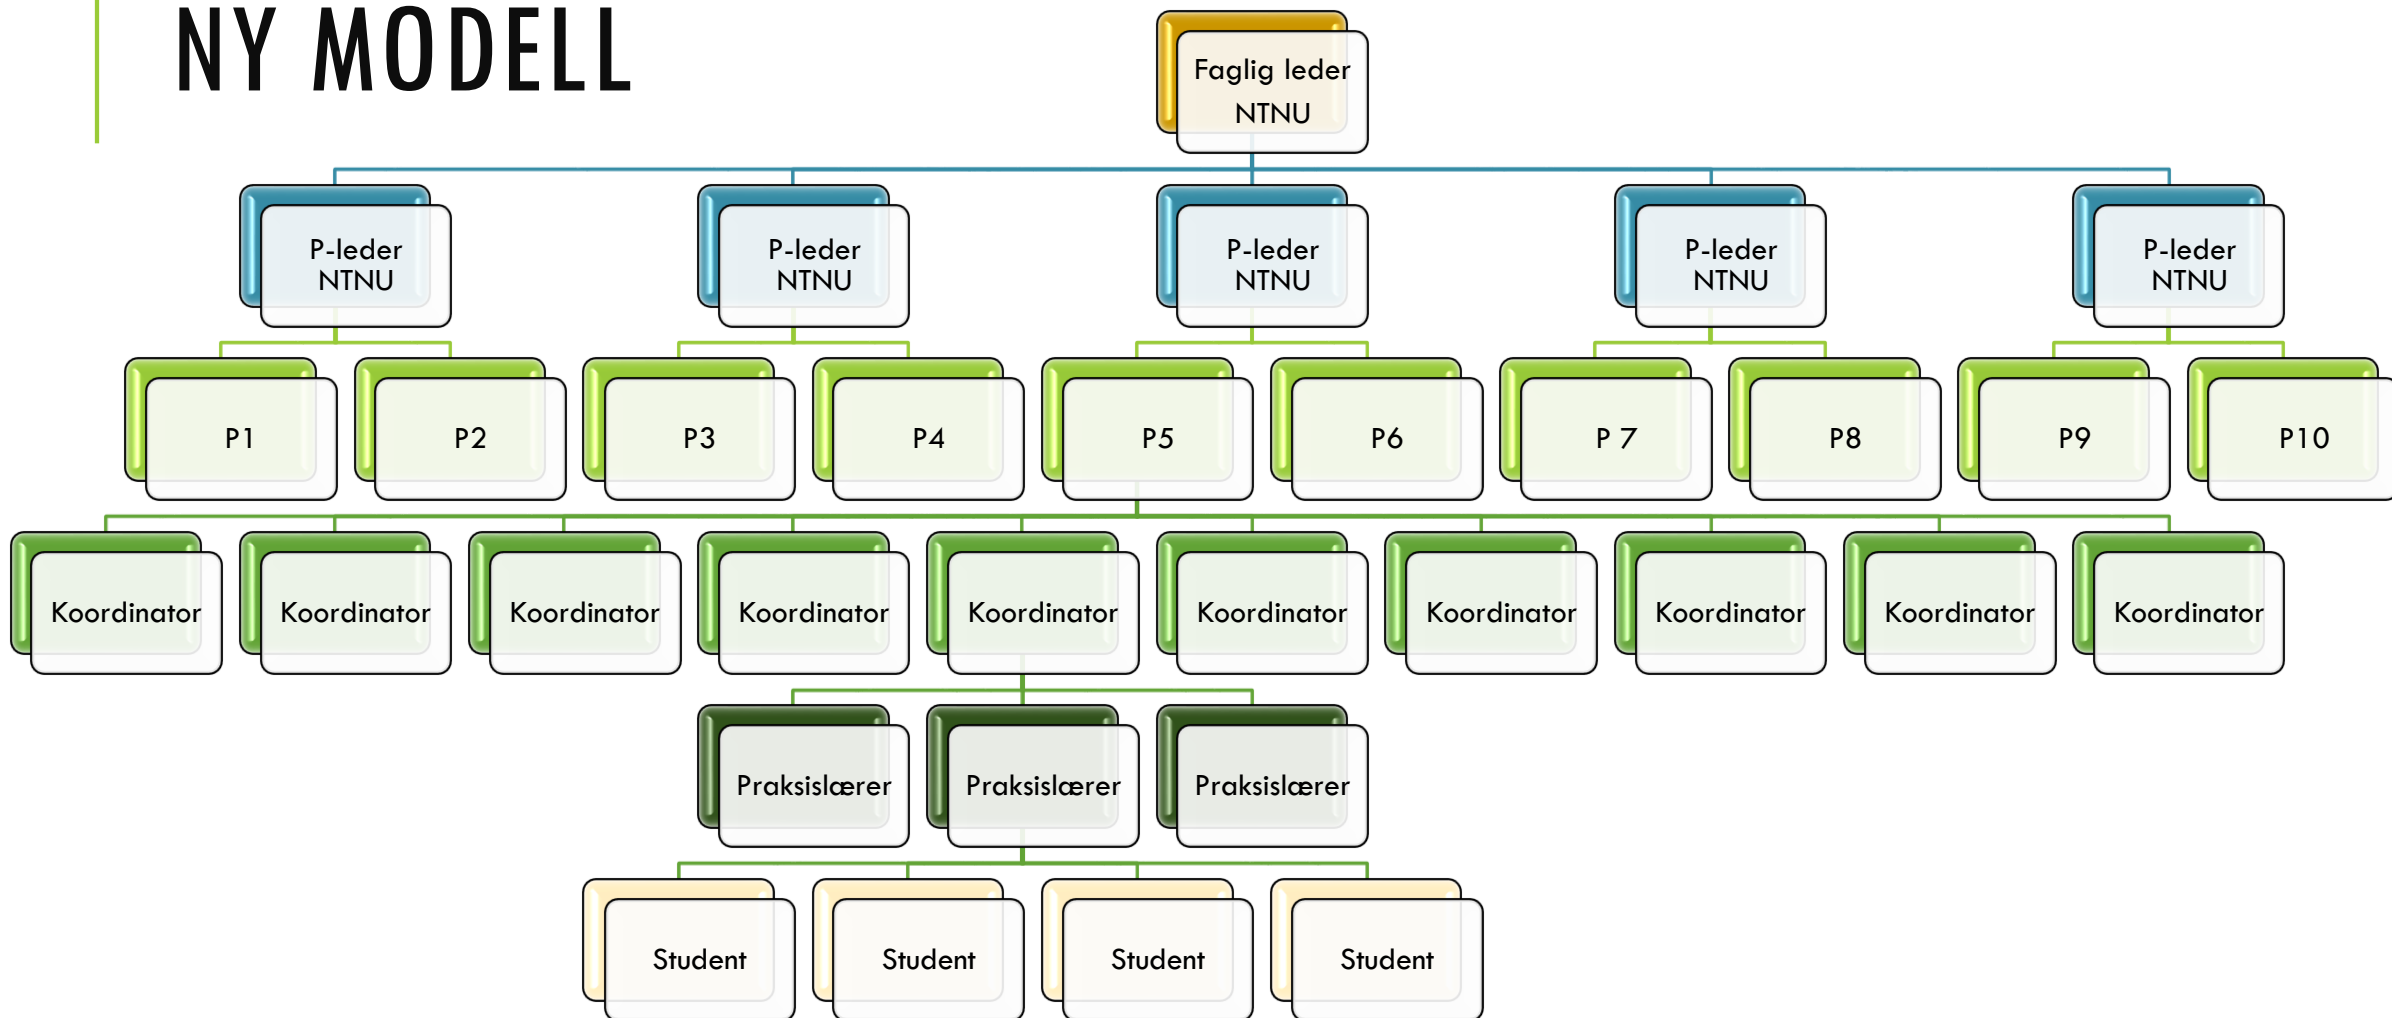 NY MODELL
Faglig leder
NTNU
P-leder
NTNU
P-leder
NTNU
P-leder
NTNU
P-leder
NTNU
P-leder
NTNU
P1
P2
P3
P4
P5
P6
P 7
P8
P9
P10
Koordinator
Koordinator
Koordinator
Koordinator
Koordinator
Koordinator
Koordinator
Koordinator
Koordinator
Koordinator
Praksislærer
Praksislærer
Praksislærer
Student
Student
Student
Student